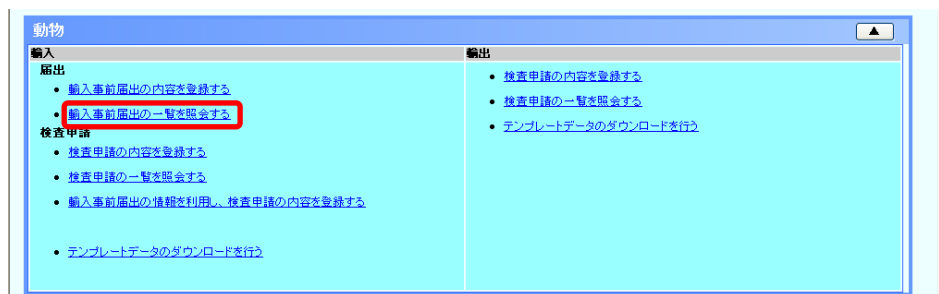 動物
▲
輸入
届出
• 輸入事前届出の内容を登録する
• 輸入事前届出の一覧を照会する
検査申請
• 検査申請の内容を登録する
• 検査申請の一覧を照会する
• 輸入事前届出の情報を利用し、検査申請の内容を登録する
• テンプレートデータのダウンロードを行う
輸出
• 検査申請の内容を登録する
• 検査申請の一覧を照会する
• テンプレートデータのダウンロードを行う